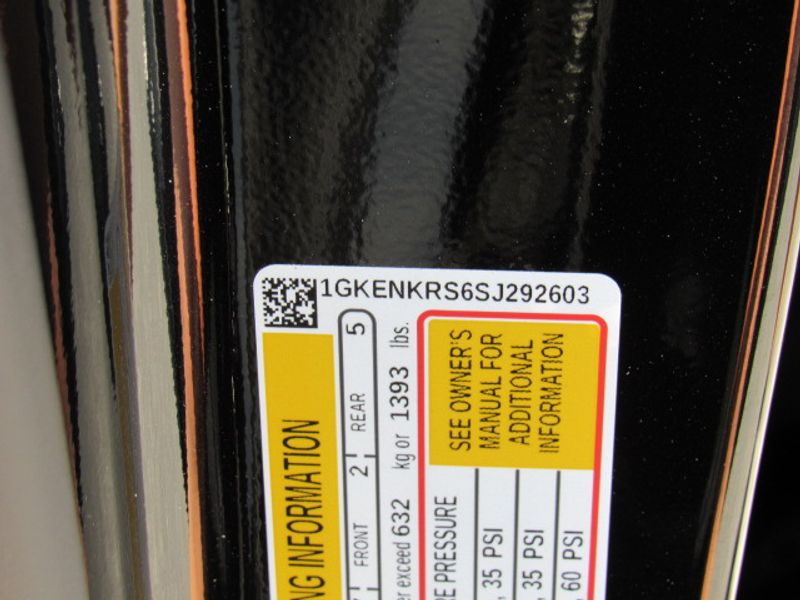 1GKENKRS6SJ292603
NG INFORMATION
FRONT 2 REAR 5
er exceed 632 kg or 1393 lbs.
SEE OWNER'S
MANUAL FOR
ADDITIONAL
INFORMATION
RE PRESSURE
, 35 PSI
, 35 PSI
, 60 PSI